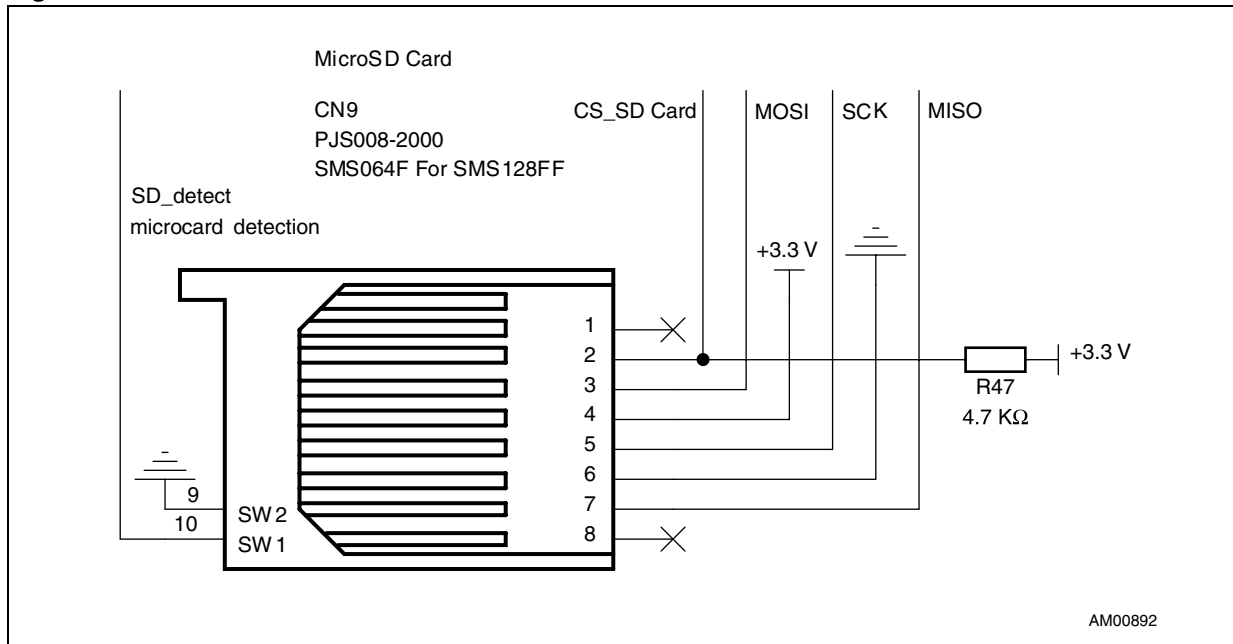 MicroSD Card
CN9
PJS008-2000
SMS064F For SMS128FF
CS_SD Card
MOSI
SCK
MISO
SD_detect
microcard detection
+3.3 V
1
2
3
4
5
6
7
8
+3.3 V
R47
4.7 KΩ
9
10
SW2
SW1
AM00892